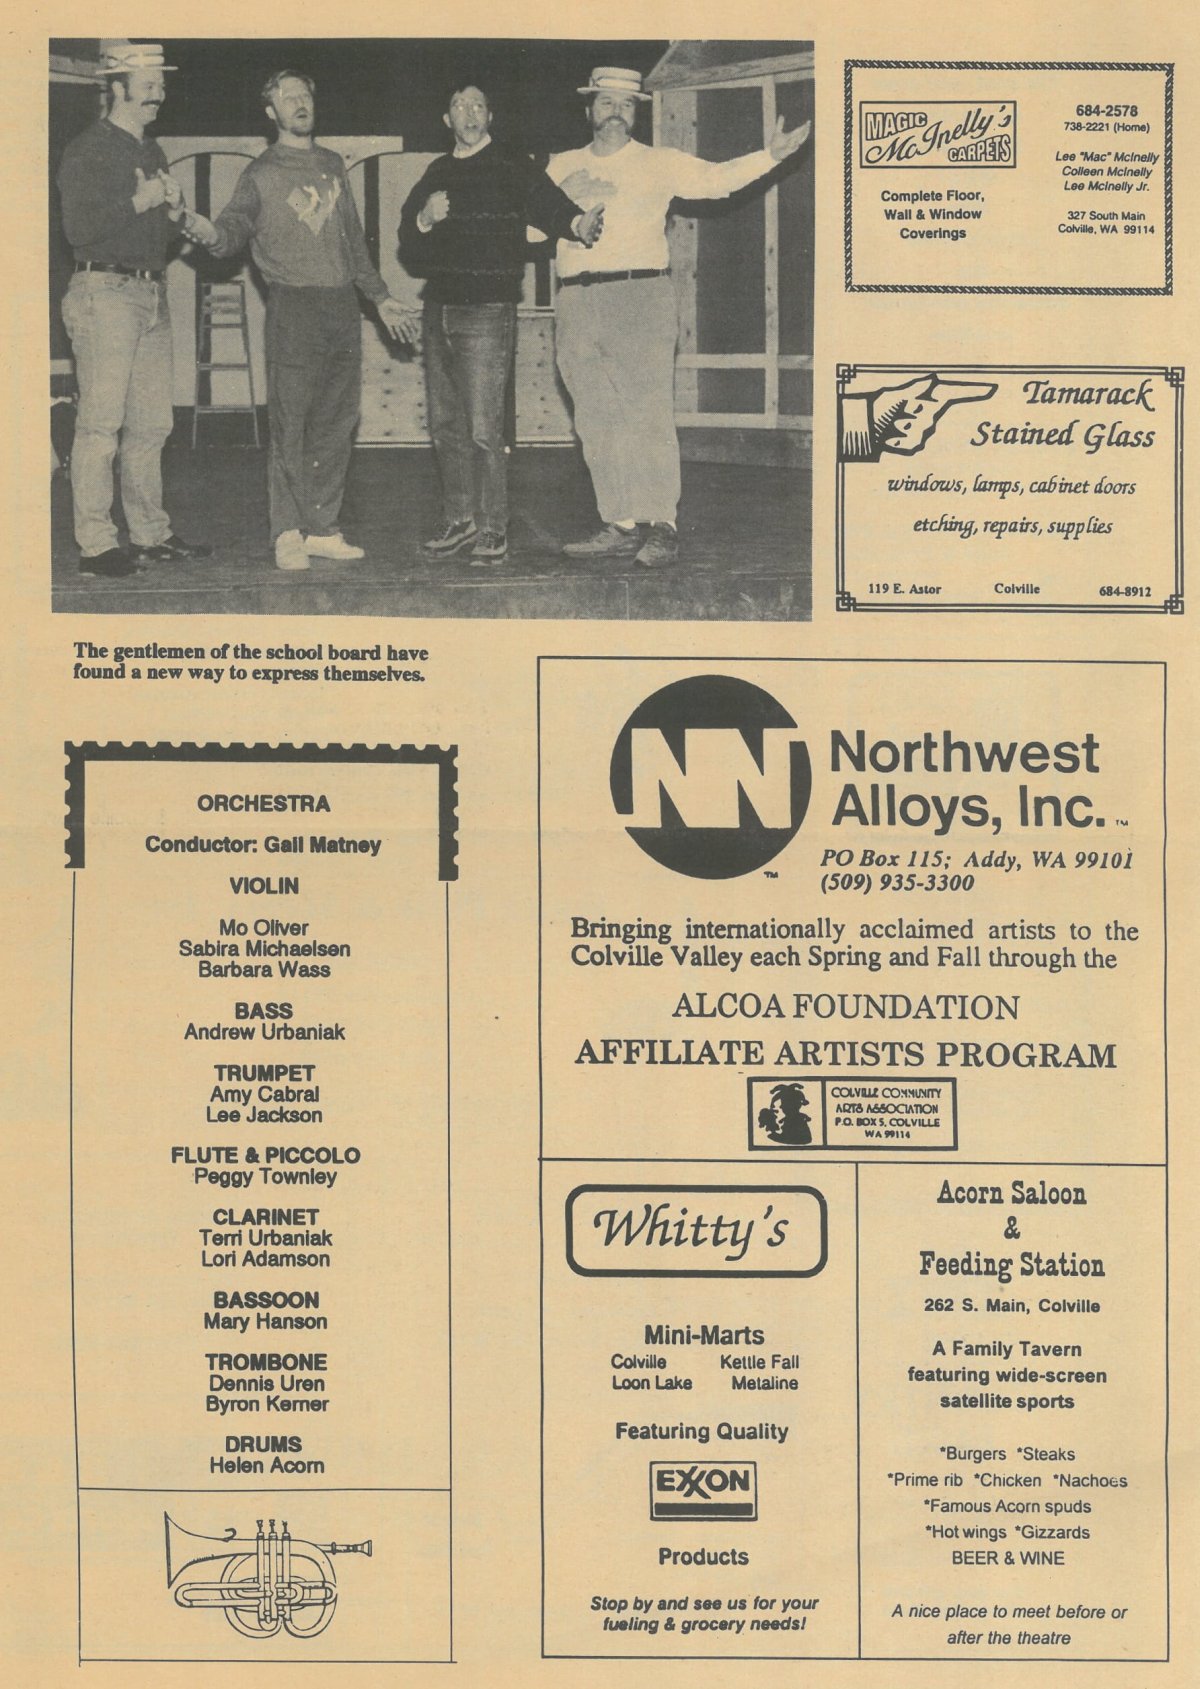 MAGIC
McInelly's
CARPETS
Complete Floor,
Wall & Window
Coverings
684-2578
738-2221 (Home)
Lee "Mac" McInelly
Colleen McInelly
Lee McInelly Jr.
327 South Main
Colville, WA 99114
Tamarack
Stained Glass
windows, lamps, cabinet doors
etching, repairs, supplies
119 E. Astor Colville 684-8912
The gentlemen of the school board have
found a new way to express themselves.
ORCHESTRA
Conductor: Gail Matney
VIOLIN
Mo Oliver
Sabira Michaelsen
Barbara Wass
BASS
Andrew Urbaniak
TRUMPET
Amy Cabral
Lee Jackson
FLUTE & PICCOLO
Peggy Townley
CLARINET
Terri Urbaniak
Lori Adamson
BASSOON
Mary Hanson
TROMBONE
Dennis Uren
Byron Kerner
DRUMS
Helen Acorn
Northwest
Alloys, Inc.™
™
PO Box 115; Addy, WA 99101
(509) 935-3300
Bringing internationally acclaimed artists to the
Colville Valley each Spring and Fall through the
ALCOA FOUNDATION
AFFILIATE ARTISTS PROGRAM
COLVILLE COMMUNITY
ARTS ASSOCIATION
P.O. BOX 5, COLVILLE
WA 99114
Whitty's
Mini-Marts
Colville Kettle Fall
Loon Lake Metaline
Featuring Quality
EXXON
Products
Stop by and see us for your
fueling & grocery needs!
Acorn Saloon
&
Feeding Station
262 S. Main, Colville
A Family Tavern
featuring wide-screen
satellite sports
*Burgers *Steaks
*Prime rib *Chicken *Nachoes
*Famous Acorn spuds
*Hot wings *Gizzards
BEER & WINE
A nice place to meet before or
after the theatre